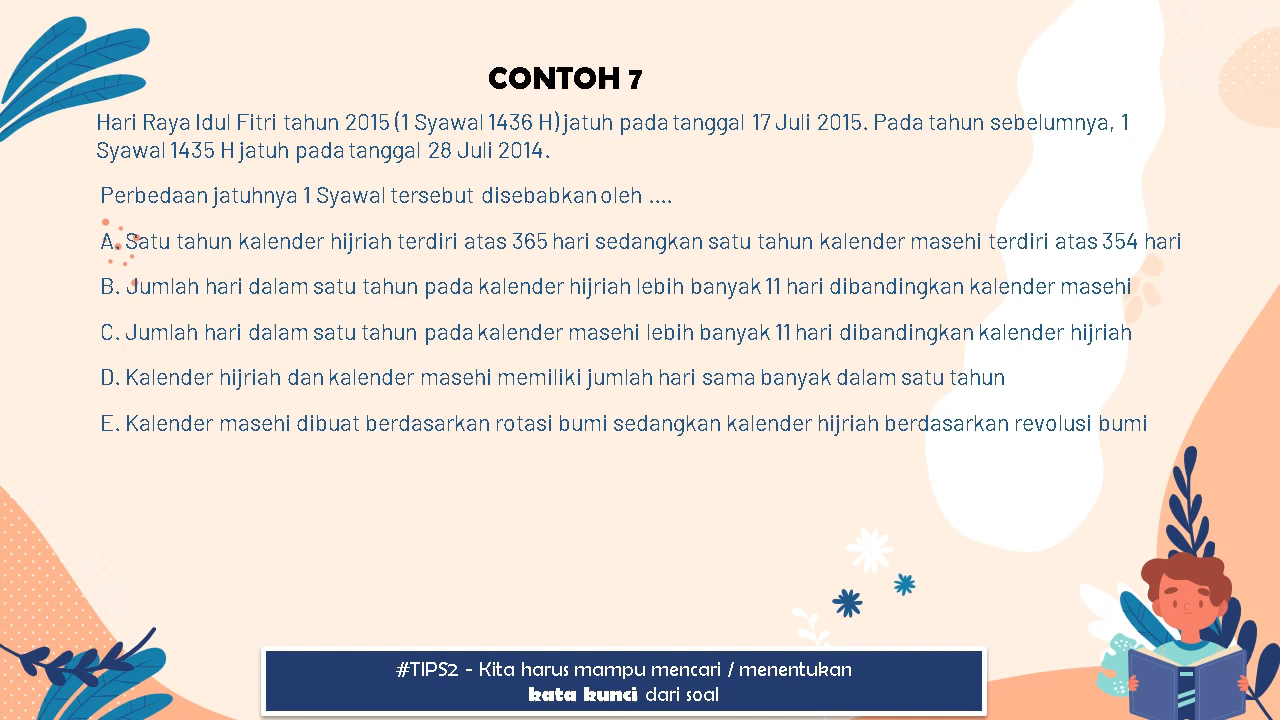 CONTOH 7
Hari Raya Idul Fitri tahun 2015 (1 Syawal 1436 H) jatuh pada tanggal 17 Juli 2015. Pada tahun sebelumnya, 1
Syawal 1435 H jatuh pada tanggal 28 Juli 2014.
Perbedaan jatuhnya 1 Syawal tersebut disebabkan oleh ....
A. Satu tahun kalender hijriah terdiri atas 365 hari sedangkan satu tahun kalender masehi terdiri atas 354 hari
B. Jumlah hari dalam satu tahun pada kalender hijriah lebih banyak 11 hari dibandingkan kalender masehi
C. Jumlah hari dalam satu tahun pada kalender masehi lebih banyak 11 hari dibandingkan kalender hijriah
D. Kalender hijriah dan kalender masehi memiliki jumlah hari sama banyak dalam satu tahun
E. Kalender masehi dibuat berdasarkan rotasi bumi sedangkan kalender hijriah berdasarkan revolusi bumi
#TIPS2 - Kita harus mampu mencari / menentukan
kata kunci dari soal